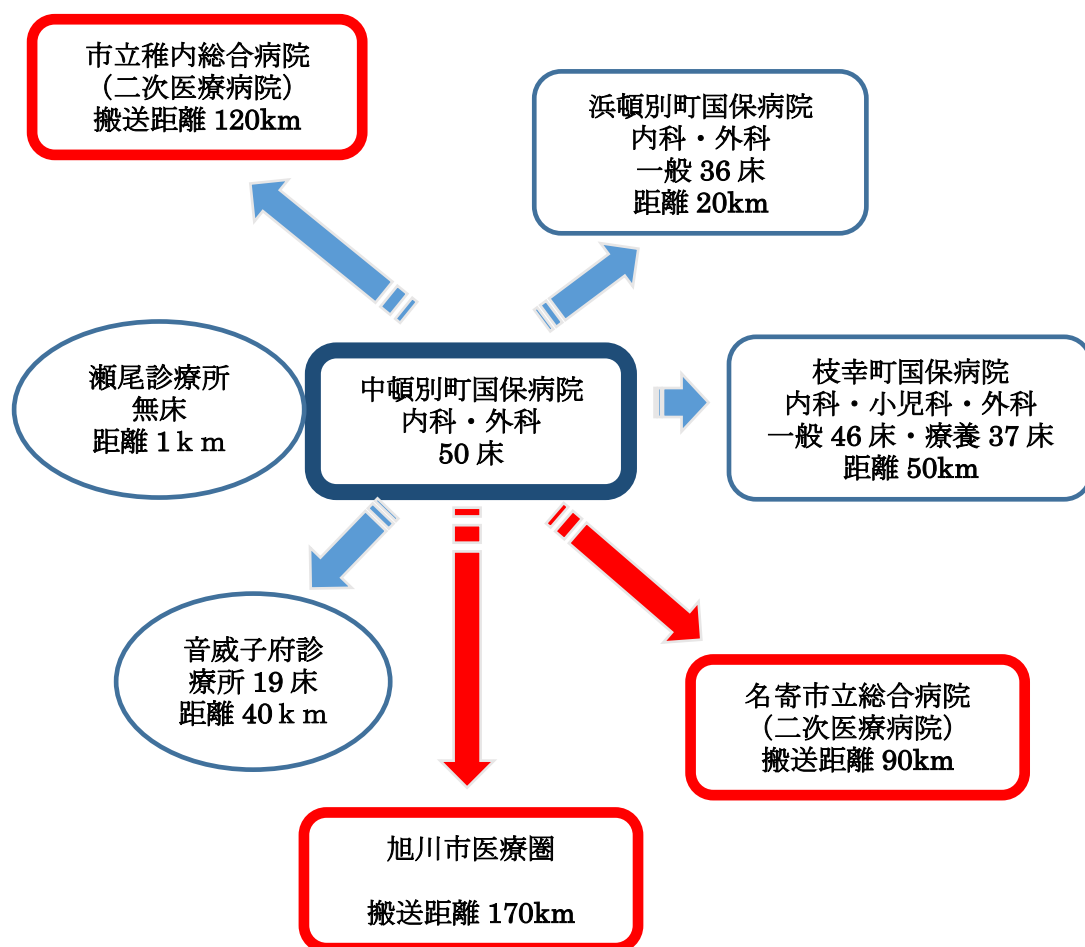 市立稚内総合病院
（二次医療病院）
搬送距離 120km
浜頓別町国保病院
内科・外科
一般 36 床
距離 20km
瀬尾診療所
無床
距離 1ｋｍ
中頓別町国保病院
内科・外科
50 床
枝幸町国保病院
内科・小児科・外科
一般 46 床・療養 37 床
距離 50km
音威子府診
療所 19 床
距離 40ｋｍ
名寄市立総合病院
（二次医療病院）
搬送距離 90km
旭川市医療圏
搬送距離 170km